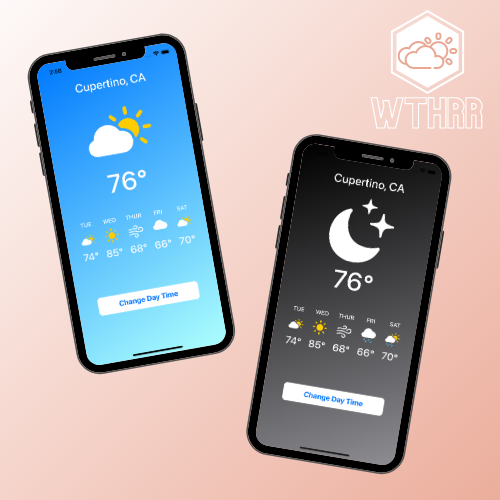 Cupertino, CA
76°
TUE WED THUR FRI SAT
74° 85° 68° 66° 70°
Change Day Time
WTHRR
Cupertino, CA
76°
TUE WED THUR FRI SAT
74° 85° 68° 66° 70°
Change Day Time